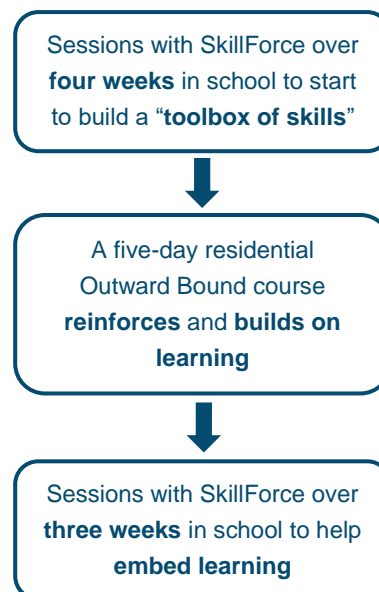 Sessions with SkillForce over
four weeks in school to start
to build a “toolbox of skills”
A five-day residential
Outward Bound course
reinforces and builds on
learning
Sessions with SkillForce over
three weeks in school to help
embed learning